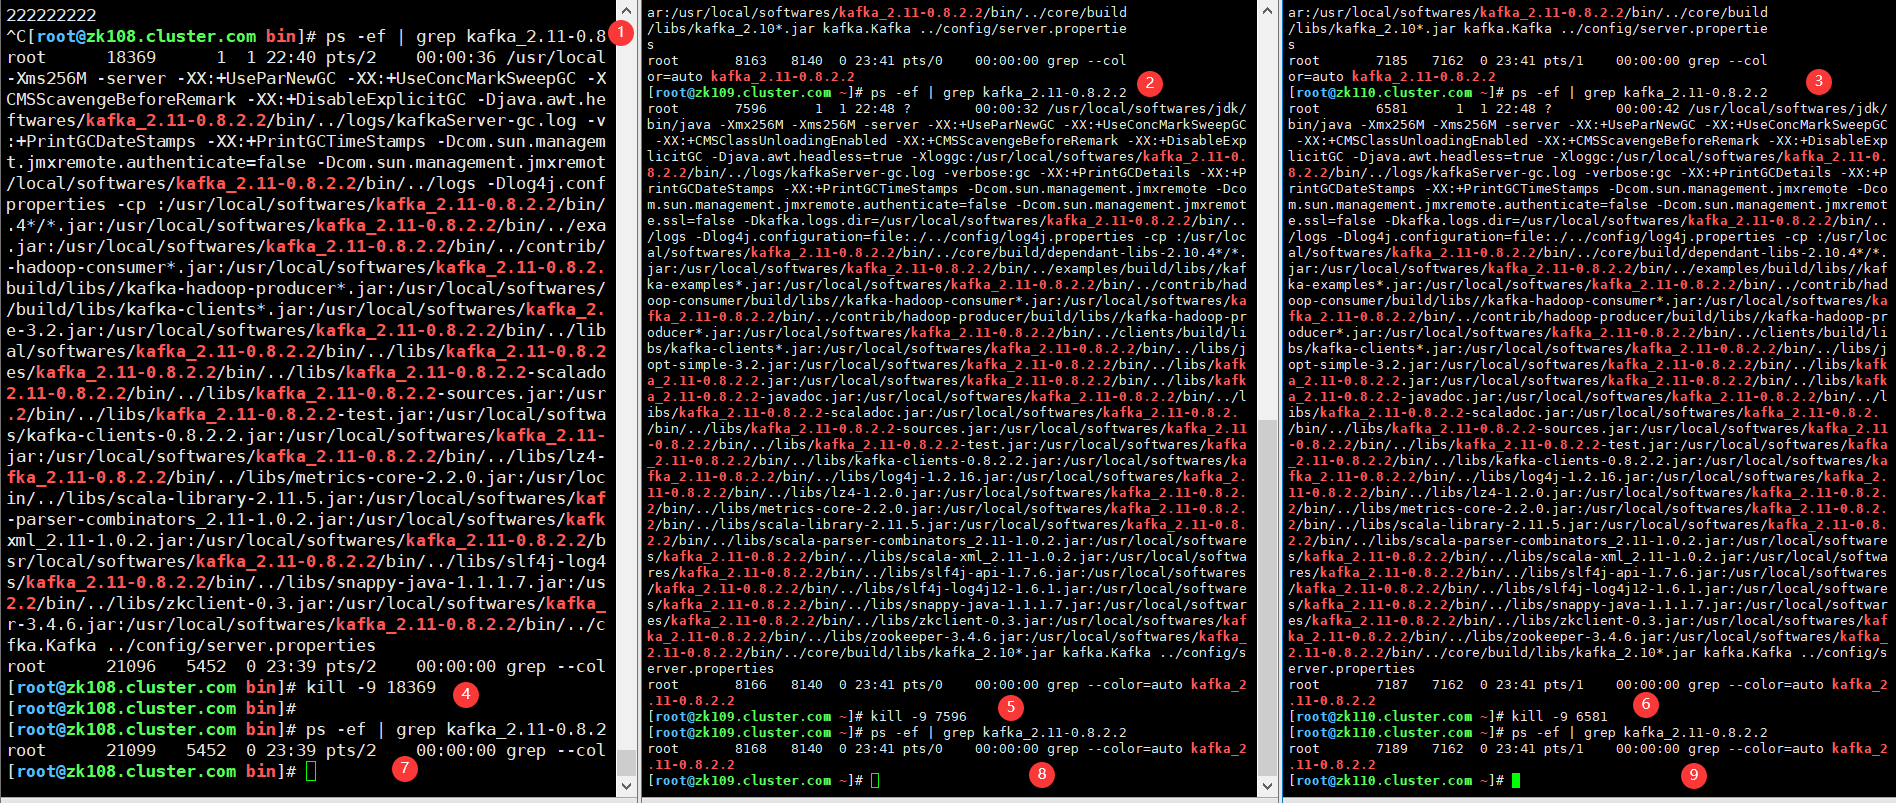 222222222
^C[root@zk108.cluster.com bin]# ps -ef | grep kafka_2.11-0.8
root      18369      1  1 22:40 pts/2    00:00:36 /usr/local
-Xms256M -server -XX:+UseParNewGC -XX:+UseConcMarkSweepGC -X
CMSScavengeBeforeRemark -XX:+DisableExplicitGC -Djava.awt.he
ftwares/kafka_2.11-0.8.2.2/bin/../logs/kafkaServer-gc.log -v
:+PrintGCDateStamps -XX:+PrintGCTimeStamps -Dcom.sun.managem
t.jmxremote.authenticate=false -Dcom.sun.management.jmxremot
/local/softwares/kafka_2.11-0.8.2.2/bin/../logs -Dlog4j.conf
properties -cp :/usr/local/softwares/kafka_2.11-0.8.2.2/bin/
.4*/*.jar:/usr/local/softwares/kafka_2.11-0.8.2.2/bin/../exa
.jar:/usr/local/softwares/kafka_2.11-0.8.2.2/bin/../contrib/
-hadoop-consumer*.jar:/usr/local/softwares/kafka_2.11-0.8.2.
build/libs//kafka-hadoop-producer*.jar:/usr/local/softwares/
/build/libs/kafka-clients*.jar:/usr/local/softwares/kafka_2.
e-3.2.jar:/usr/local/softwares/kafka_2.11-0.8.2.2/bin/../lib
al/softwares/kafka_2.11-0.8.2.2/bin/../libs/kafka_2.11-0.8.2
es/kafka_2.11-0.8.2.2/bin/../libs/kafka_2.11-0.8.2.2-scalado
2.11-0.8.2.2/bin/../libs/kafka_2.11-0.8.2.2-sources.jar:/usr
.2/bin/../libs/kafka_2.11-0.8.2.2-test.jar:/usr/local/softwa
s/kafka-clients-0.8.2.2.jar:/usr/local/softwares/kafka_2.11-
jar:/usr/local/softwares/kafka_2.11-0.8.2.2/bin/../libs/lz4-
fka_2.11-0.8.2.2/bin/../libs/metrics-core-2.2.0.jar:/usr/loc
in/../libs/scala-library-2.11.5.jar:/usr/local/softwares/kaf
-parser-combinators_2.11-1.0.2.jar:/usr/local/softwares/kafk
xml_2.11-1.0.2.jar:/usr/local/softwares/kafka_2.11-0.8.2.2/b
sr/local/softwares/kafka_2.11-0.8.2.2/bin/../libs/slf4j-log4
s/kafka_2.11-0.8.2.2/bin/../libs/snappy-java-1.1.1.7.jar:/us
2.2/bin/../libs/zkclient-0.3.jar:/usr/local/softwares/kafka_
r-3.4.6.jar:/usr/local/softwares/kafka_2.11-0.8.2.2/bin/../c
fka.Kafka ../config/server.properties
root      21096   5452  0 23:39 pts/2    00:00:00 grep --col
[root@zk108.cluster.com bin]# kill -9 18369
[root@zk108.cluster.com bin]#
[root@zk108.cluster.com bin]# ps -ef | grep kafka_2.11-0.8.2
root      21099   5452  0 23:39 pts/2    00:00:00 grep --col
[root@zk108.cluster.com bin]#
1
4
7
ar:/usr/local/softwares/kafka_2.11-0.8.2.2/bin/../core/build
/libs/kafka_2.10*.jar kafka.Kafka ../config/server.propertie
s
root       8163   8140  0 23:41 pts/0    00:00:00 grep --col
or=auto kafka_2.11-0.8.2.2
[root@zk109.cluster.com ~]# ps -ef | grep kafka_2.11-0.8.2.2
root       7596      1  1 22:48 ?        00:00:32 /usr/local/softwares/jdk/
bin/java -Xmx256M -Xms256M -server -XX:+UseParNewGC -XX:+UseConcMarkSweepGC
-XX:+CMSClassUnloadingEnabled -XX:+CMSScavengeBeforeRemark -XX:+DisableExp
licitGC -Djava.awt.headless=true -Xloggc:/usr/local/softwares/kafka_2.11-0.
8.2.2/bin/../logs/kafkaServer-gc.log -verbose:gc -XX:+PrintGCDetails -XX:+P
rintGCDateStamps -XX:+PrintGCTimeStamps -Dcom.sun.management.jmxremote -Dco
m.sun.management.jmxremote.authenticate=false -Dcom.sun.management.jmxremot
e.ssl=false -Dkafka.logs.dir=/usr/local/softwares/kafka_2.11-0.8.2.2/bin/..
/logs -Dlog4j.configuration=file:./../config/log4j.properties -cp :/usr/loc
al/softwares/kafka_2.11-0.8.2.2/bin/../core/build/dependant-libs-2.10.4*/*.
jar:/usr/local/softwares/kafka_2.11-0.8.2.2/bin/../examples/build/libs//kaf
ka-examples*.jar:/usr/local/softwares/kafka_2.11-0.8.2.2/bin/../contrib/had
oop-consumer/build/libs//kafka-hadoop-consumer*.jar:/usr/local/softwares/ka
fka_2.11-0.8.2.2/bin/../contrib/hadoop-producer/build/libs//kafka-hadoop-pr
oducer*.jar:/usr/local/softwares/kafka_2.11-0.8.2.2/bin/../clients/build/li
bs/kafka-clients*.jar:/usr/local/softwares/kafka_2.11-0.8.2.2/bin/../libs/j
opt-simple-3.2.jar:/usr/local/softwares/kafka_2.11-0.8.2.2/bin/../libs/kafk
a_2.11-0.8.2.2.jar:/usr/local/softwares/kafka_2.11-0.8.2.2/bin/../libs/kafk
a_2.11-0.8.2.2-javadoc.jar:/usr/local/softwares/kafka_2.11-0.8.2.2/bin/../l
ibs/kafka_2.11-0.8.2.2-scaladoc.jar:/usr/local/softwares/kafka_2.11-0.8.2.
2/bin/../libs/kafka_2.11-0.8.2.2-sources.jar:/usr/local/softwares/kafka_2.11
-0.8.2.2/bin/../libs/kafka_2.11-0.8.2.2-test.jar:/usr/local/softwares/kafka
_2.11-0.8.2.2/bin/../libs/kafka-clients-0.8.2.2.jar:/usr/local/softwares/ka
fka_2.11-0.8.2.2/bin/../libs/log4j-1.2.16.jar:/usr/local/softwares/kafka_2.
11-0.8.2.2/bin/../libs/lz4-1.2.0.jar:/usr/local/softwares/kafka_2.11-0.8.2.
2/bin/../libs/metrics-core-2.2.0.jar:/usr/local/softwares/kafka_2.11-0.8.2.
2/bin/../libs/scala-library-2.11.5.jar:/usr/local/softwares/kafka_2.11-0.8.
2.2/bin/../libs/scala-parser-combinators_2.11-1.0.2.jar:/usr/local/software
s/kafka_2.11-0.8.2.2/bin/../libs/scala-xml_2.11-1.0.2.jar:/usr/local/softwa
res/kafka_2.11-0.8.2.2/bin/../libs/slf4j-api-1.7.6.jar:/usr/local/softwares
/kafka_2.11-0.8.2.2/bin/../libs/slf4j-log4j12-1.6.1.jar:/usr/local/software
s/kafka_2.11-0.8.2.2/bin/../libs/snappy-java-1.1.1.7.jar:/usr/local/softwar
es/kafka_2.11-0.8.2.2/bin/../libs/zkclient-0.3.jar:/usr/local/softwares/kaf
ka_2.11-0.8.2.2/bin/../libs/zookeeper-3.4.6.jar:/usr/local/softwares/kafka_
2.11-0.8.2.2/bin/../core/build/libs/kafka_2.10*.jar kafka.Kafka ../config/s
erver.properties
root       8166   8140  0 23:41 pts/0    00:00:00 grep --color=auto kafka_2
.11-0.8.2.2
[root@zk109.cluster.com ~]# kill -9 7596
[root@zk109.cluster.com ~]# ps -ef | grep kafka_2.11-0.8.2.2
root       8168   8140  0 23:41 pts/0    00:00:00 grep --color=auto kafka_2
.11-0.8.2.2
[root@zk109.cluster.com ~]#
2
5
8
ar:/usr/local/softwares/kafka_2.11-0.8.2.2/bin/../core/build
/libs/kafka_2.10*.jar kafka.Kafka ../config/server.propertie
s
root       7185   7162  0 23:41 pts/1    00:00:00 grep --col
or=auto kafka_2.11-0.8.2.2
[root@zk110.cluster.com ~]# ps -ef | grep kafka_2.11-0.8.2.2
root       6581      1  1 22:48 ?        00:00:42 /usr/local/softwares/jdk/
bin/java -Xmx256M -Xms256M -server -XX:+UseParNewGC -XX:+UseConcMarkSweepGC
-XX:+CMSClassUnloadingEnabled -XX:+CMSScavengeBeforeRemark -XX:+DisableExp
licitGC -Djava.awt.headless=true -Xloggc:/usr/local/softwares/kafka_2.11-0.
8.2.2/bin/../logs/kafkaServer-gc.log -verbose:gc -XX:+PrintGCDetails -XX:+P
rintGCDateStamps -XX:+PrintGCTimeStamps -Dcom.sun.management.jmxremote -Dco
m.sun.management.jmxremote.authenticate=false -Dcom.sun.management.jmxremot
e.ssl=false -Dkafka.logs.dir=/usr/local/softwares/kafka_2.11-0.8.2.2/bin/..
/logs -Dlog4j.configuration=file:./../config/log4j.properties -cp :/usr/loc
al/softwares/kafka_2.11-0.8.2.2/bin/../core/build/dependant-libs-2.10.4*/*.
jar:/usr/local/softwares/kafka_2.11-0.8.2.2/bin/../examples/build/libs//kaf
ka-examples*.jar:/usr/local/softwares/kafka_2.11-0.8.2.2/bin/../contrib/had
oop-consumer/build/libs//kafka-hadoop-consumer*.jar:/usr/local/softwares/ka
fka_2.11-0.8.2.2/bin/../contrib/hadoop-producer/build/libs//kafka-hadoop-pr
oducer*.jar:/usr/local/softwares/kafka_2.11-0.8.2.2/bin/../clients/build/li
bs/kafka-clients*.jar:/usr/local/softwares/kafka_2.11-0.8.2.2/bin/../libs/j
opt-simple-3.2.jar:/usr/local/softwares/kafka_2.11-0.8.2.2/bin/../libs/kafk
a_2.11-0.8.2.2.jar:/usr/local/softwares/kafka_2.11-0.8.2.2/bin/../libs/kafk
a_2.11-0.8.2.2-javadoc.jar:/usr/local/softwares/kafka_2.11-0.8.2.2/bin/../l
ibs/kafka_2.11-0.8.2.2-scaladoc.jar:/usr/local/softwares/kafka_2.11-0.8.2.
2/bin/../libs/kafka_2.11-0.8.2.2-sources.jar:/usr/local/softwares/kafka_2.11
-0.8.2.2/bin/../libs/kafka_2.11-0.8.2.2-test.jar:/usr/local/softwares/kafka
_2.11-0.8.2.2/bin/../libs/kafka-clients-0.8.2.2.jar:/usr/local/softwares/ka
fka_2.11-0.8.2.2/bin/../libs/log4j-1.2.16.jar:/usr/local/softwares/kafka_2.
11-0.8.2.2/bin/../libs/lz4-1.2.0.jar:/usr/local/softwares/kafka_2.11-0.8.2.
2/bin/../libs/metrics-core-2.2.0.jar:/usr/local/softwares/kafka_2.11-0.8.2.
2/bin/../libs/scala-library-2.11.5.jar:/usr/local/softwares/kafka_2.11-0.8.
2.2/bin/../libs/scala-parser-combinators_2.11-1.0.2.jar:/usr/local/software
s/kafka_2.11-0.8.2.2/bin/../libs/scala-xml_2.11-1.0.2.jar:/usr/local/softwa
res/kafka_2.11-0.8.2.2/bin/../libs/slf4j-api-1.7.6.jar:/usr/local/softwares
/kafka_2.11-0.8.2.2/bin/../libs/slf4j-log4j12-1.6.1.jar:/usr/local/software
s/kafka_2.11-0.8.2.2/bin/../libs/snappy-java-1.1.1.7.jar:/usr/local/softwar
es/kafka_2.11-0.8.2.2/bin/../libs/zkclient-0.3.jar:/usr/local/softwares/kaf
ka_2.11-0.8.2.2/bin/../libs/zookeeper-3.4.6.jar:/usr/local/softwares/kafka_
2.11-0.8.2.2/bin/../core/build/libs/kafka_2.10*.jar kafka.Kafka ../config/s
erver.properties
root       7187   7162  0 23:41 pts/1    00:00:00 grep --color=auto kafka_2
.11-0.8.2.2
[root@zk110.cluster.com ~]# kill -9 6581
[root@zk110.cluster.com ~]# ps -ef | grep kafka_2.11-0.8.2.2
root       7189   7162  0 23:41 pts/1    00:00:00 grep --color=auto kafka_2
.11-0.8.2.2
[root@zk110.cluster.com ~]#
3
6
9